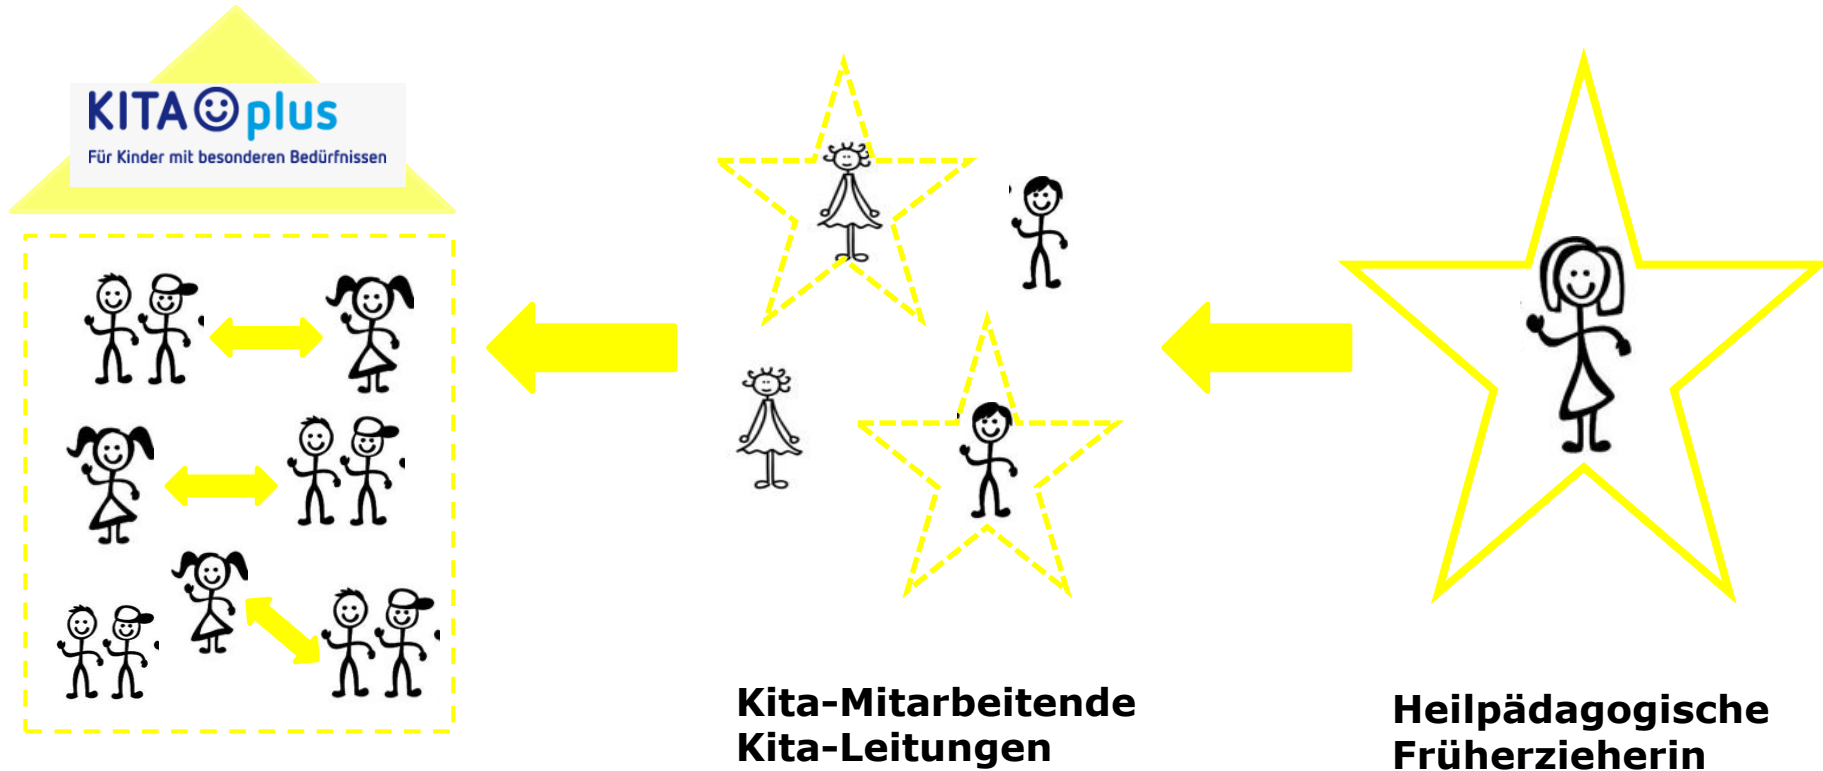 KITA plus
Für Kinder mit besonderen Bedürfnissen
Kita-Mitarbeitende
Kita-Leitungen
Heilpädagogische
Früherzieherin